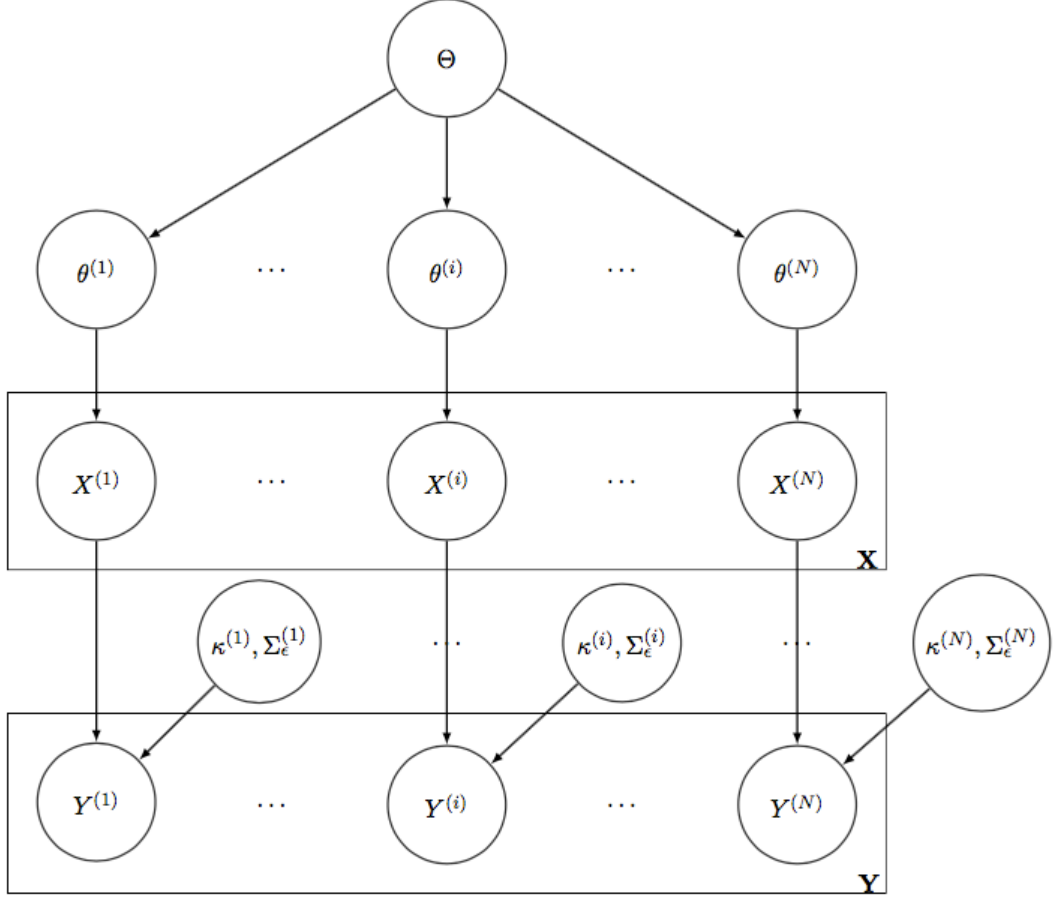 Θ
θ⁽¹⁾ ··· θ⁽ⁱ⁾ ··· θ⁽ᴺ⁾
X⁽¹⁾ ··· X⁽ⁱ⁾ ··· X⁽ᴺ⁾
X
κ⁽¹⁾, Σ_ϵ⁽¹⁾ ··· κ⁽ⁱ⁾, Σ_ϵ⁽ⁱ⁾ ··· κ⁽ᴺ⁾, Σ_ϵ⁽ᴺ⁾
Y⁽¹⁾ ··· Y⁽ⁱ⁾ ··· Y⁽ᴺ⁾
Y